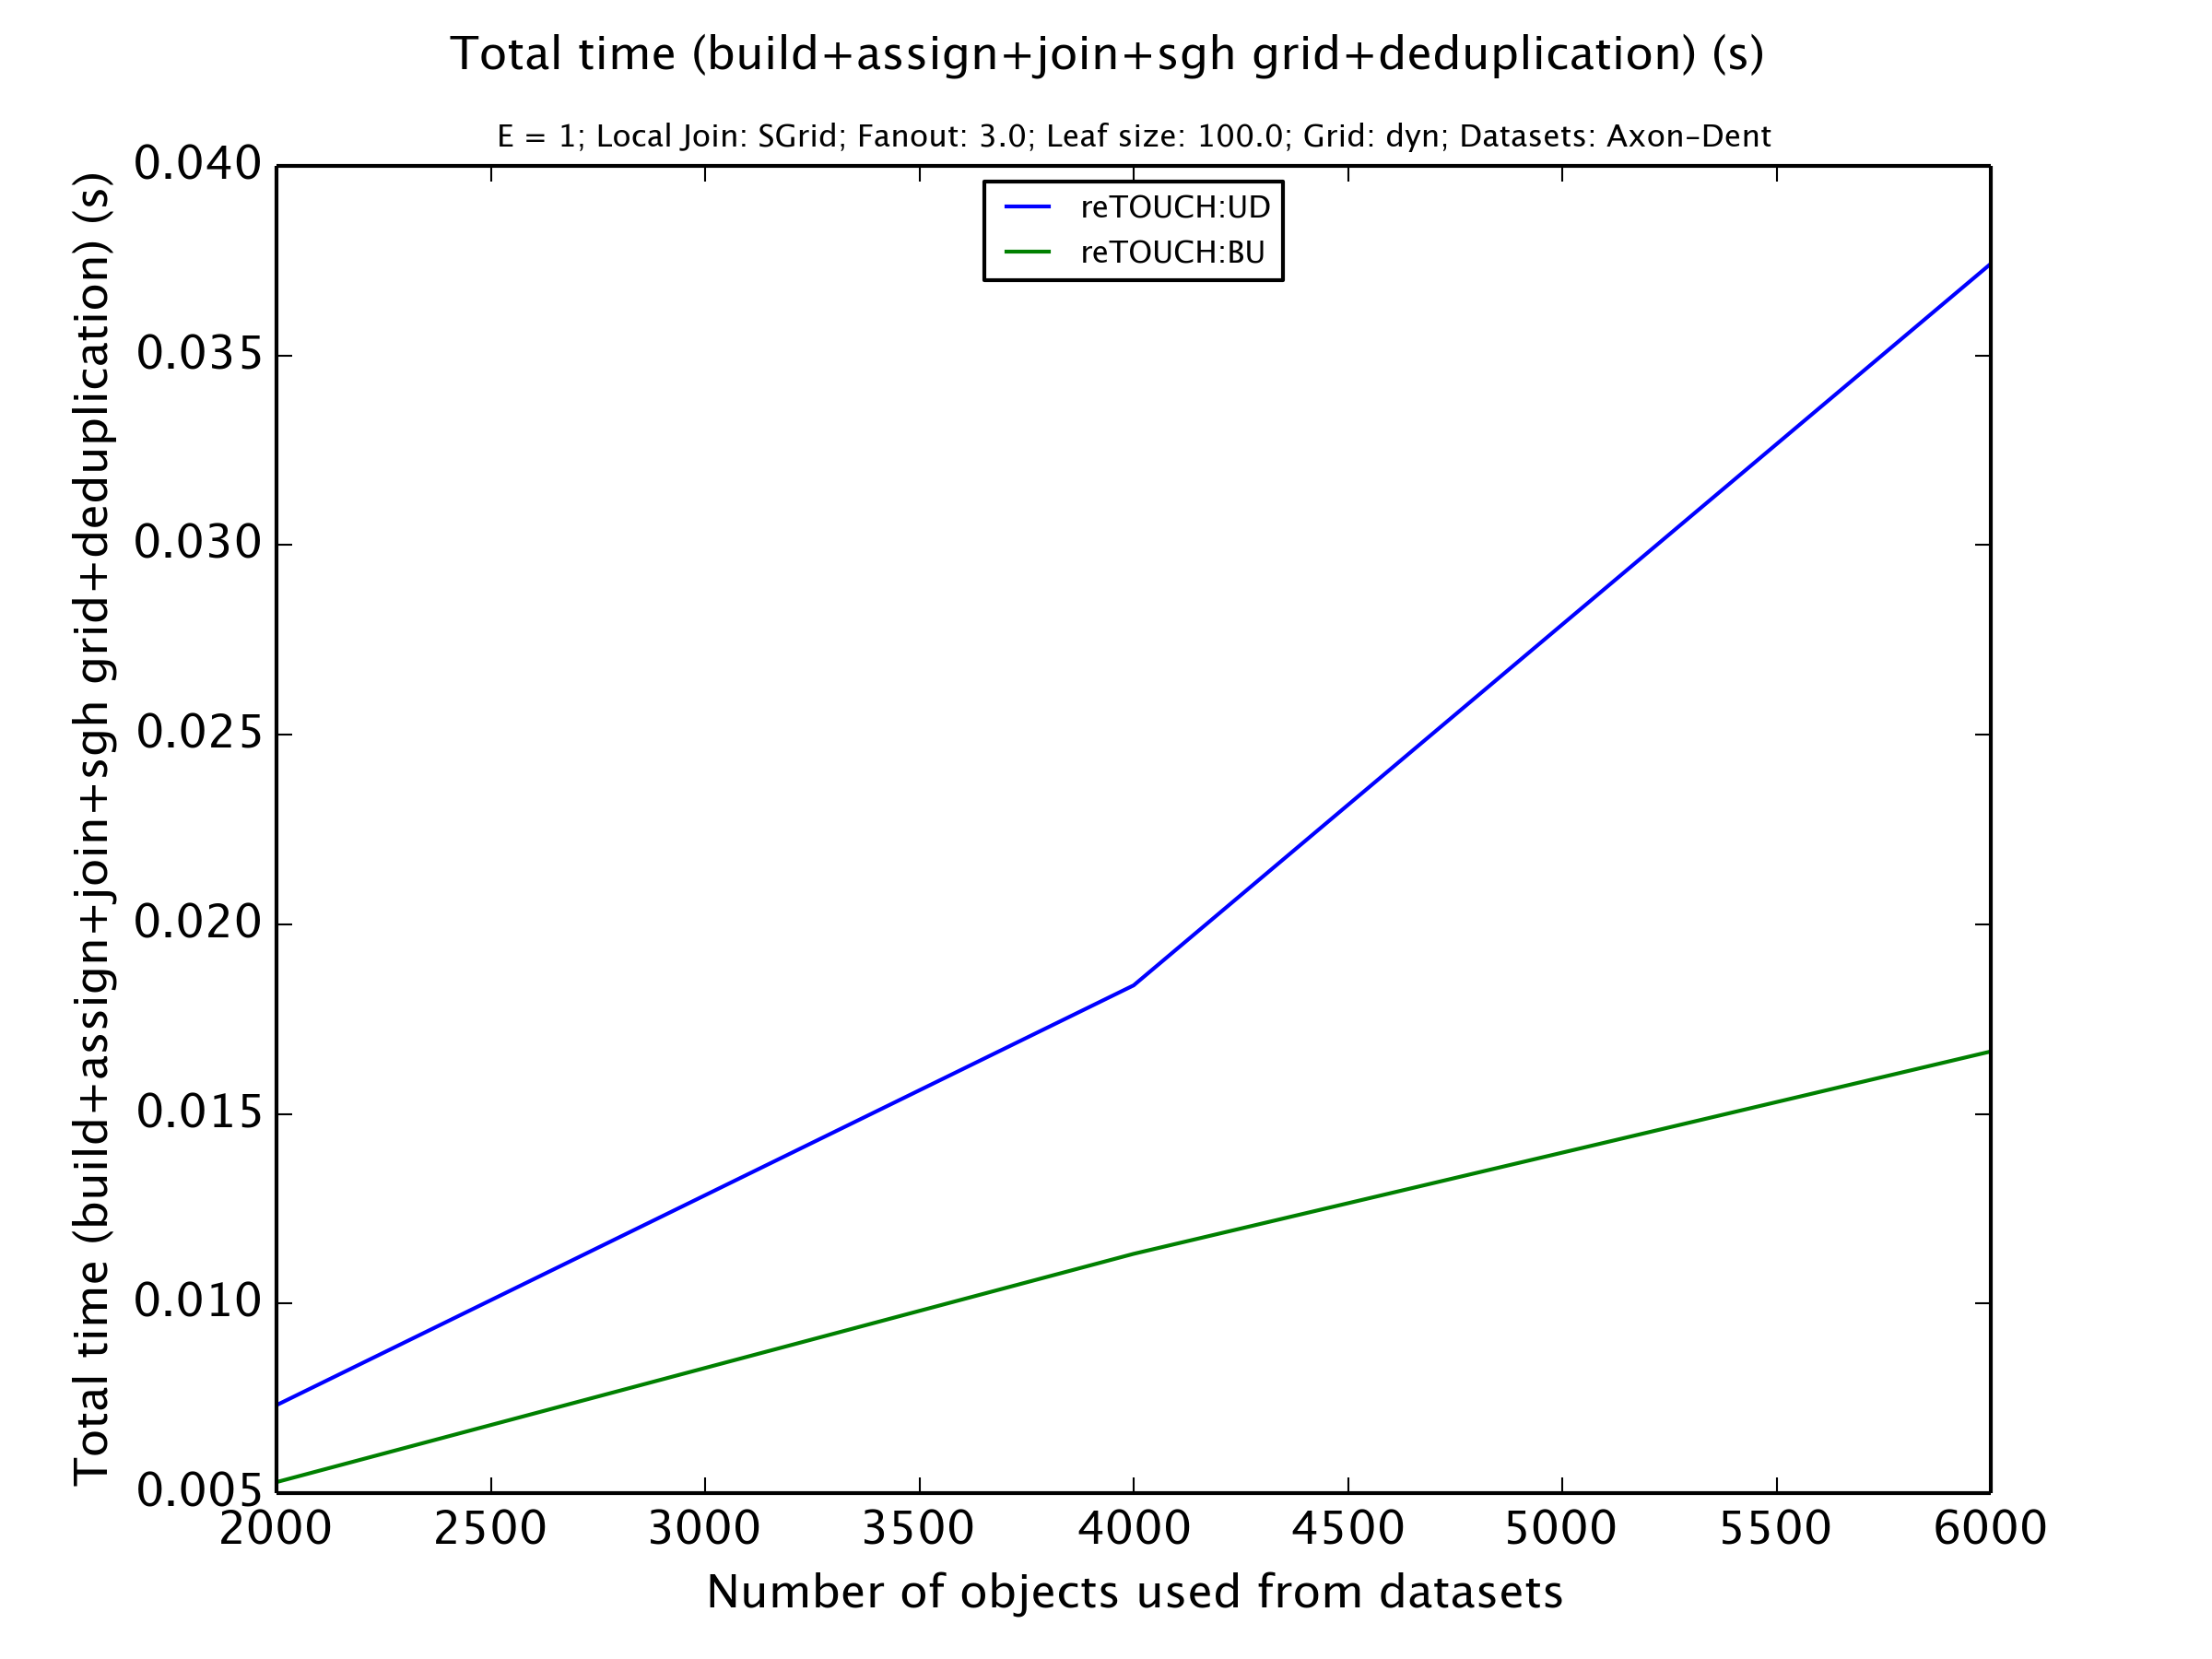 Total time (build+assign+join+sgh grid+deduplication) (s)
E = 1; Local Join: SGrid; Fanout: 3.0; Leaf size: 100.0; Grid: dyn; Datasets: Axon-Dent
reTOUCH:UD
reTOUCH:BU
Total time (build+assign+join+sgh grid+deduplication) (s)
0.040
0.035
0.030
0.025
0.020
0.015
0.010
0.005
2000 2500 3000 3500 4000 4500 5000 5500 6000
Number of objects used from datasets